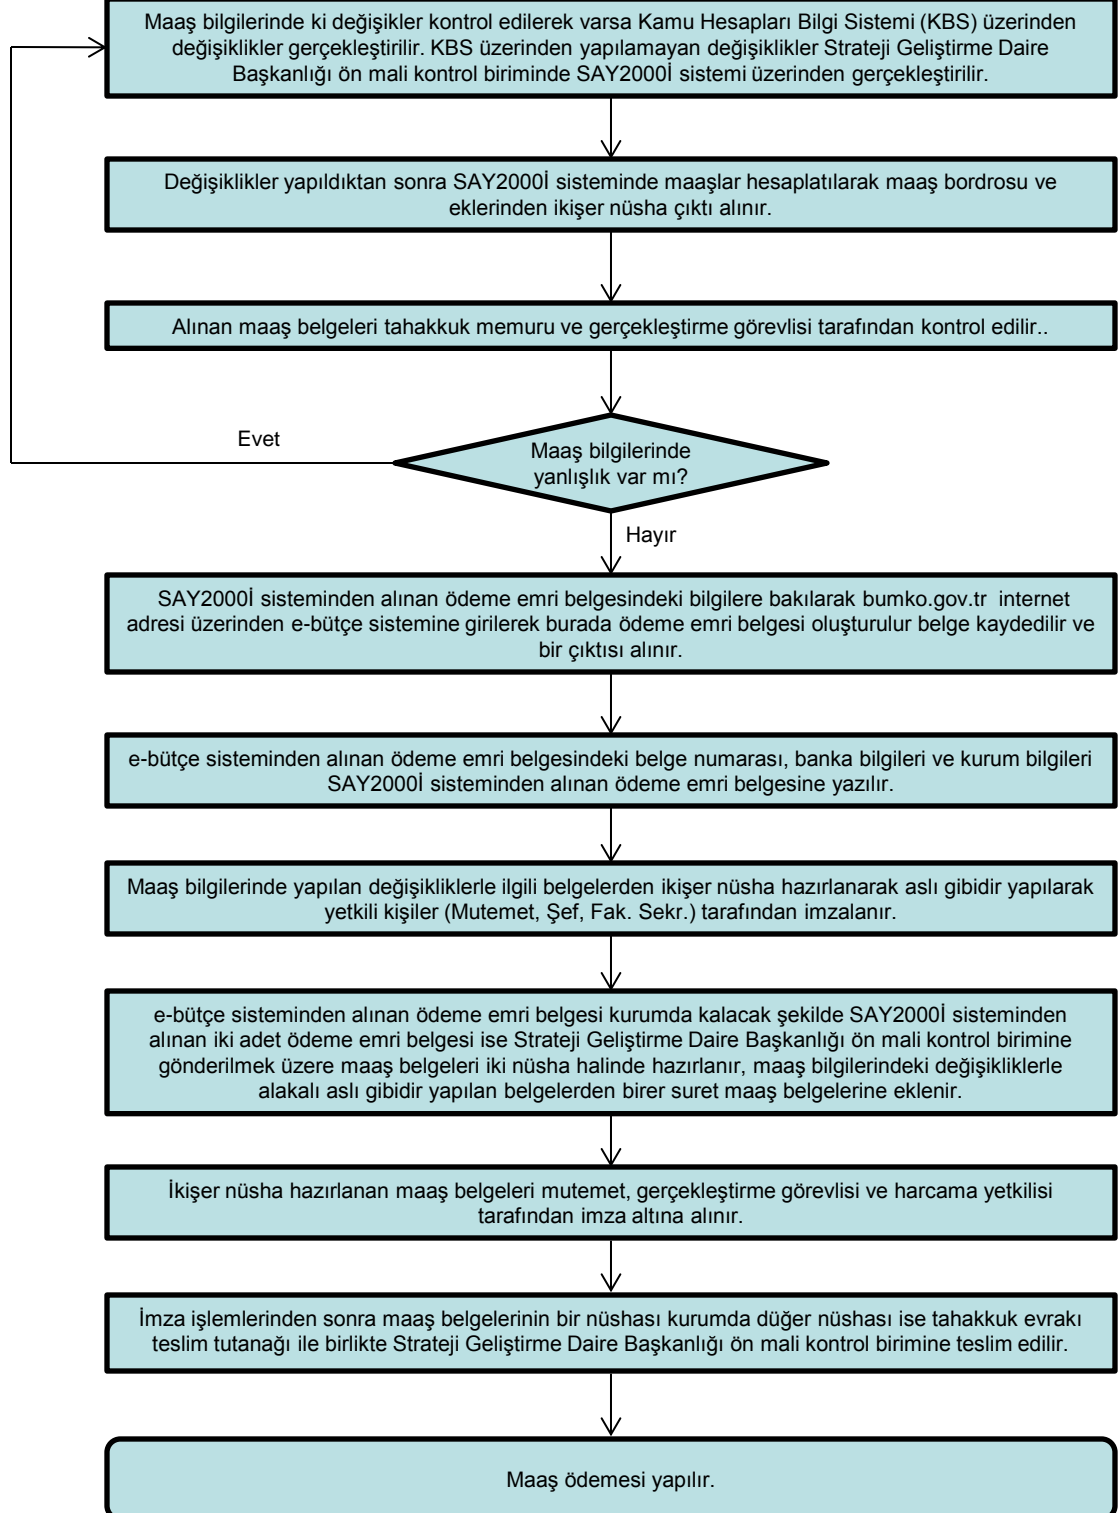 Maaş bilgilerinde ki değişikler kontrol edilerek varsa Kamu Hesapları Bilgi Sistemi (KBS) üzerinden
değişiklikler gerçekleştirilir. KBS üzerinden yapılamayan değişiklikler Strateji Geliştirme Daire
Başkanlığı ön mali kontrol biriminde SAY2000İ sistemi üzerinden gerçekleştirilir.
Değişiklikler yapıldıktan sonra SAY2000İ sisteminde maaşlar hesaplatılarak maaş bordrosu ve
eklerinden ikişer nüsha çıktı alınır.
Alınan maaş belgeleri tahakkuk memuru ve gerçekleştirme görevlisi tarafından kontrol edilir..
Evet
Maaş bilgilerinde
yanlışlık var mı?
Hayır
SAY2000İ sisteminden alınan ödeme emri belgesindeki bilgilere bakılarak bumko.gov.tr  internet
adresi üzerinden e-bütçe sistemine girilerek burada ödeme emri belgesi oluşturulur belge kaydedilir ve
bir çıktısı alınır.
e-bütçe sisteminden alınan ödeme emri belgesindeki belge numarası, banka bilgileri ve kurum bilgileri
SAY2000İ sisteminden alınan ödeme emri belgesine yazılır.
Maaş bilgilerinde yapılan değişikliklerle ilgili belgelerden ikişer nüsha hazırlanarak aslı gibidir yapılarak
yetkili kişiler (Mutemet, Şef, Fak. Sekr.) tarafından imzalanır.
e-bütçe sisteminden alınan ödeme emri belgesi kurumda kalacak şekilde SAY2000İ sisteminden
alınan iki adet ödeme emri belgesi ise Strateji Geliştirme Daire Başkanlığı ön mali kontrol birimine
gönderilmek üzere maaş belgeleri iki nüsha halinde hazırlanır, maaş bilgilerindeki değişikliklerle
alakalı aslı gibidir yapılan belgelerden birer suret maaş belgelerine eklenir.
İkişer nüsha hazırlanan maaş belgeleri mutemet, gerçekleştirme görevlisi ve harcama yetkilisi
tarafından imza altına alınır.
İmza işlemlerinden sonra maaş belgelerinin bir nüshası kurumda düğer nüshası ise tahakkuk evrakı
teslim tutanağı ile birlikte Strateji Geliştirme Daire Başkanlığı ön mali kontrol birimine teslim edilir.
Maaş ödemesi yapılır.